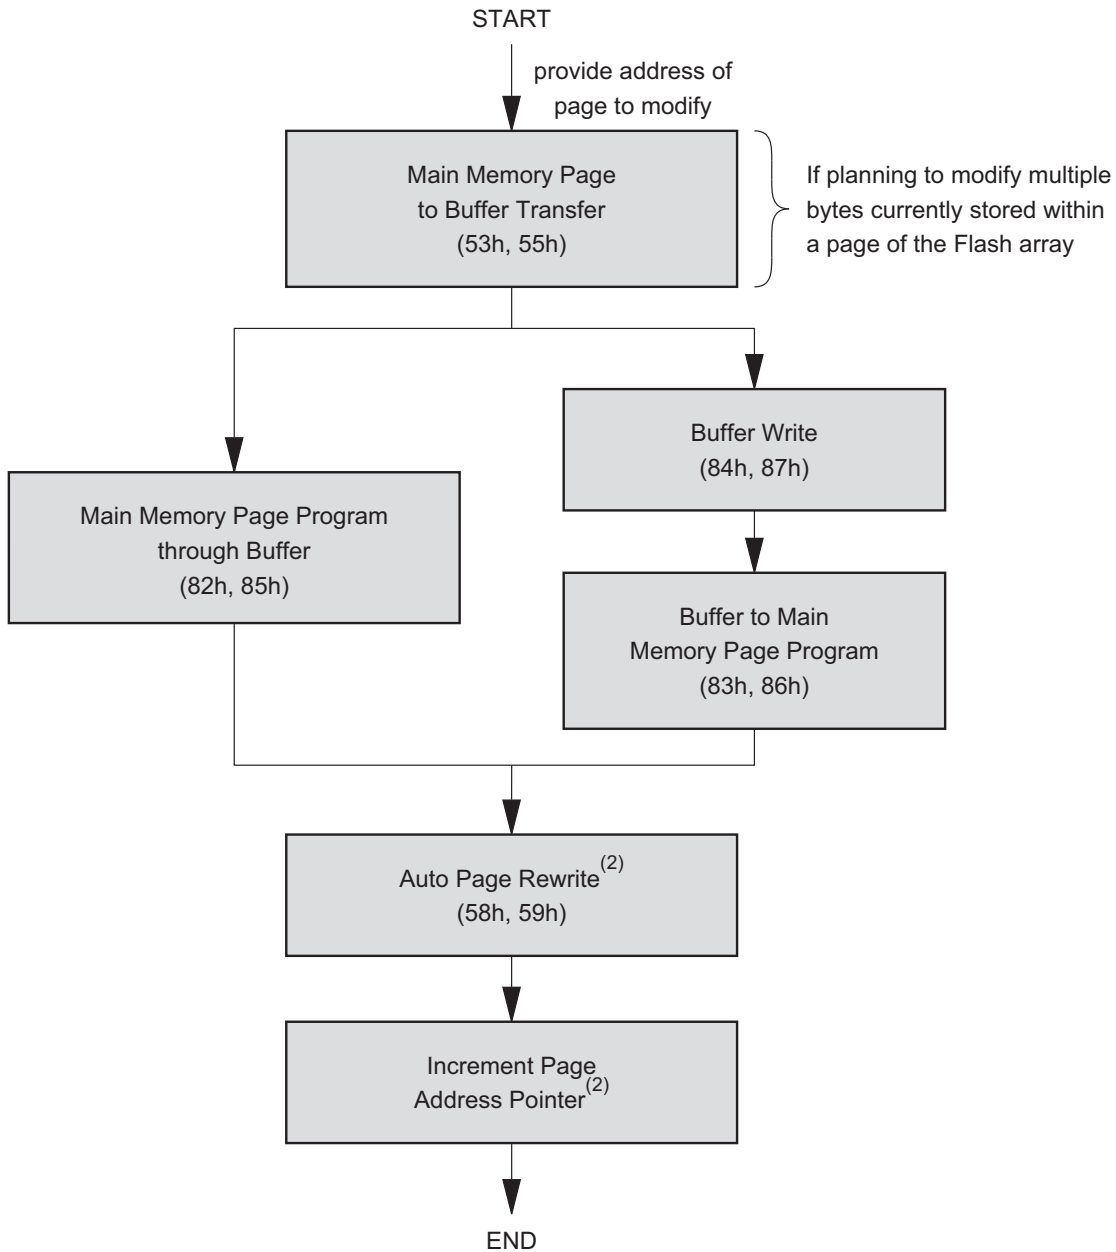 START
provide address of
page to modify
Main Memory Page
to Buffer Transfer
(53h, 55h)
If planning to modify multiple
bytes currently stored within
a page of the Flash array
Buffer Write
(84h, 87h)
Main Memory Page Program
through Buffer
(82h, 85h)
Buffer to Main
Memory Page Program
(83h, 86h)
Auto Page Rewrite(2)
(58h, 59h)
Increment Page
Address Pointer(2)
END